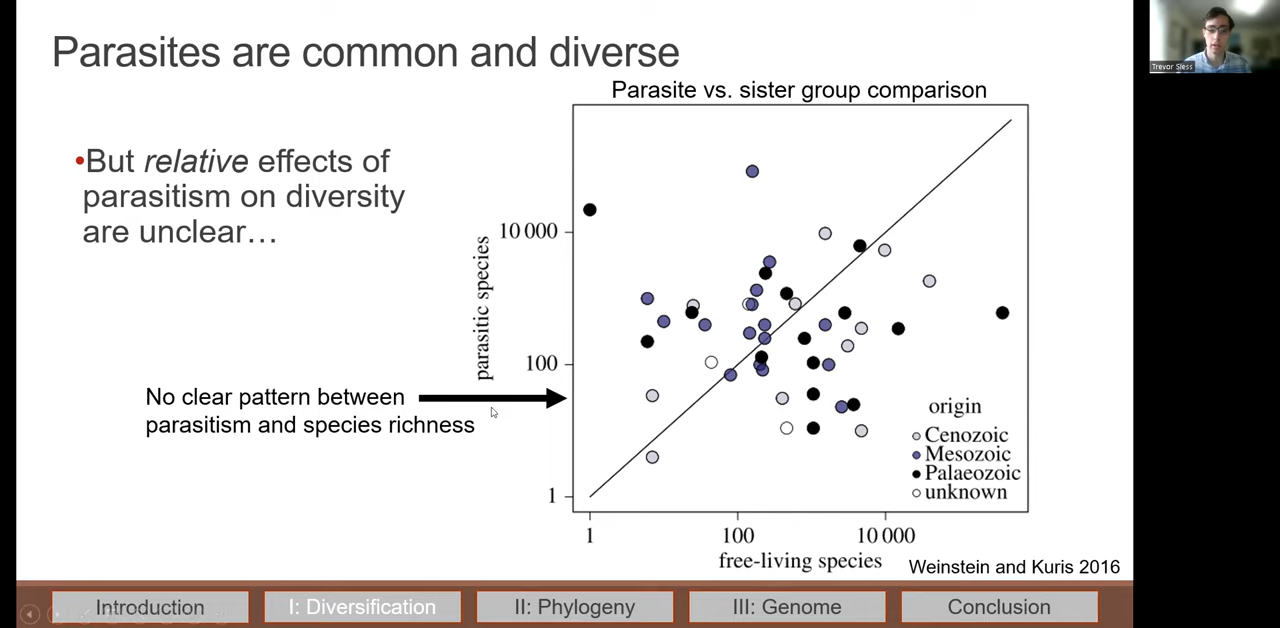 Parasites are common and diverse
Trevor Sless
Parasite vs. sister group comparison
•But relative effects of
parasitism on diversity
are unclear…
parasitic species
10 000
100
1
No clear pattern between
parasitism and species richness
origin
Cenozoic
Mesozoic
Palaeozoic
unknown
1 100 10 000
free-living species
Weinstein and Kuris 2016
Introduction I: Diversification II: Phylogeny III: Genome Conclusion